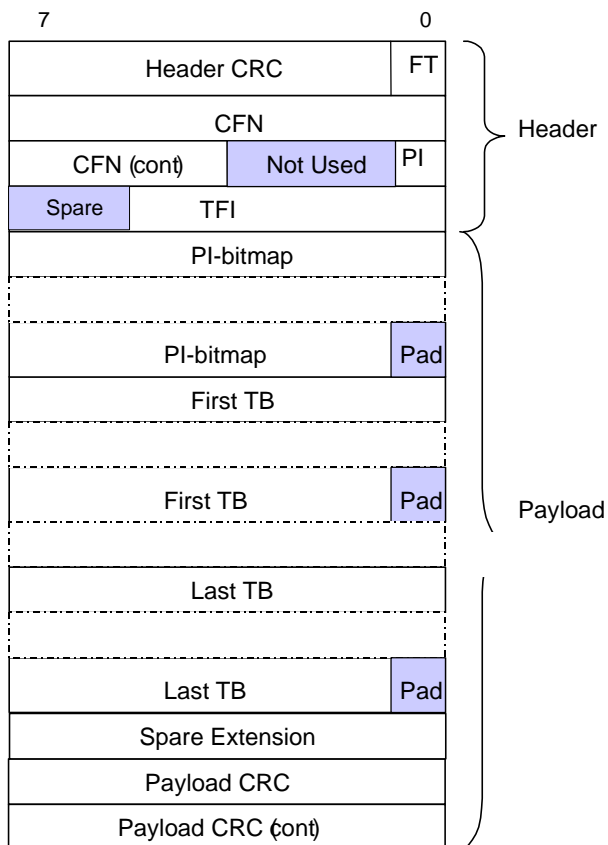 7 0
Header CRC FT
CFN
Header
CFN (cont) Not Used PI
Spare TFI
PI-bitmap
PI-bitmap Pad
First TB
First TB Pad
Payload
Last TB
Last TB Pad
Spare Extension
Payload CRC
Payload CRC (cont)